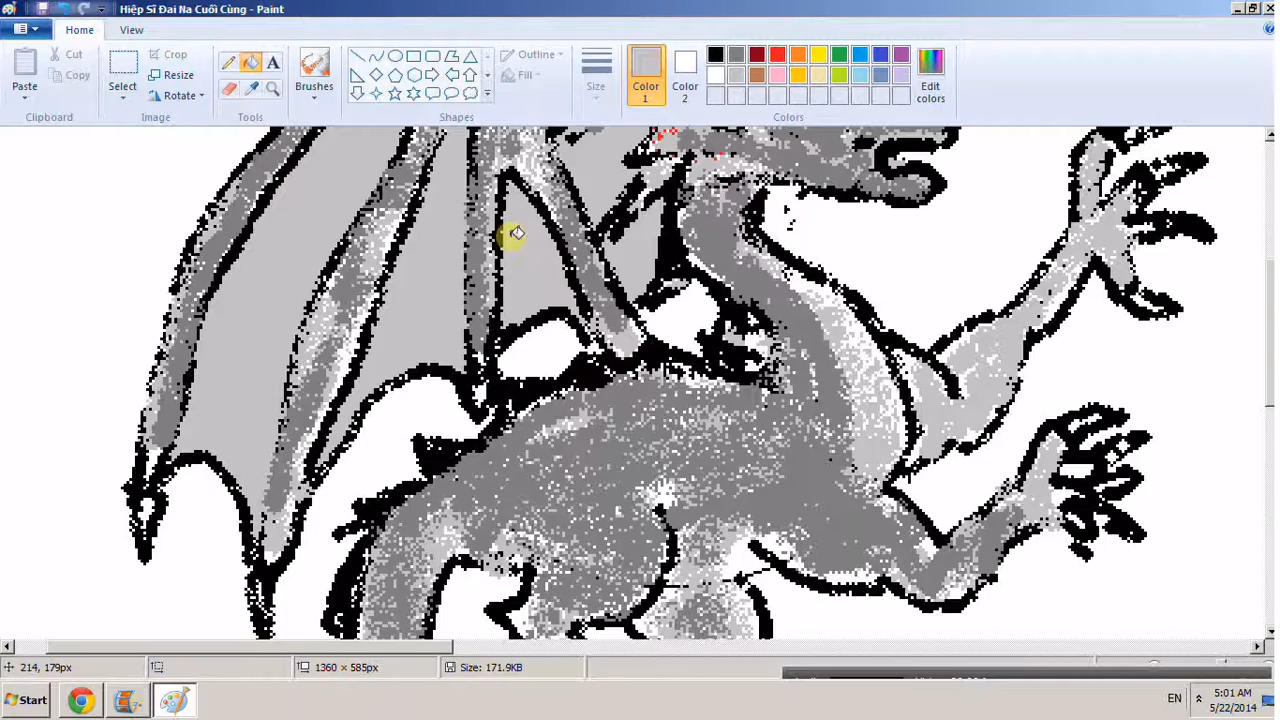 Hiệp Sĩ Đai Na Cuối Cùng - Paint
Home View
Paste
Cut
Copy
Clipboard
Select
Crop
Resize
Rotate
Image
A
Tools
Brushes
Outline
Fill
Shapes
Size
Color 1
Color 2
Edit colors
Colors
214, 179px
1360 × 585px
Size: 171.9KB
Start
EN
5:01 AM
5/22/2014